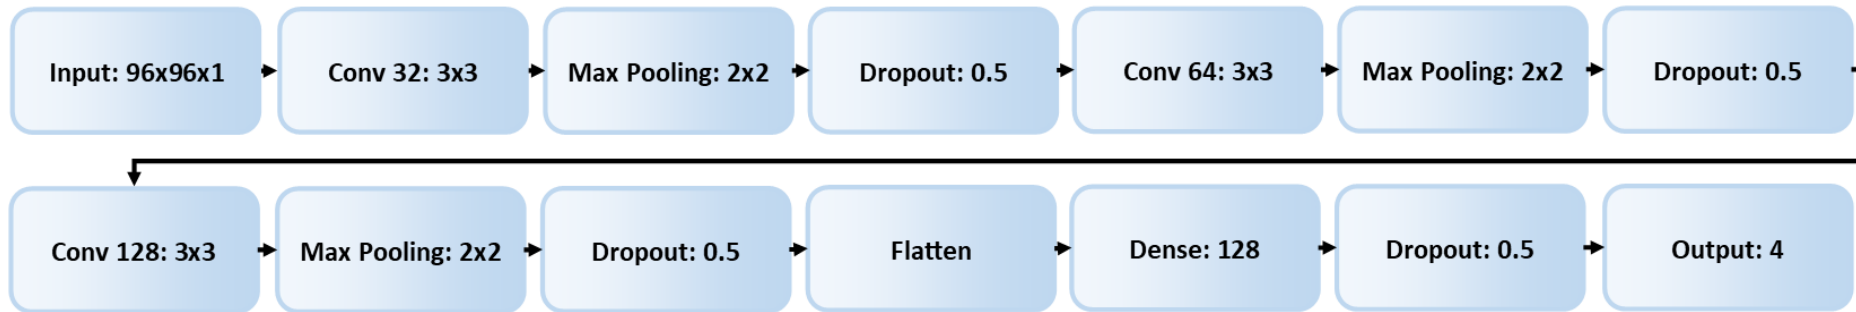 Input: 96x96x1
Conv 32: 3x3
Max Pooling: 2x2
Dropout: 0.5
Conv 64: 3x3
Max Pooling: 2x2
Dropout: 0.5
Conv 128: 3x3
Max Pooling: 2x2
Dropout: 0.5
Flatten
Dense: 128
Dropout: 0.5
Output: 4